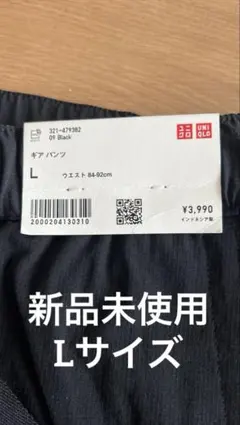 321-479382
09 Black
ユニ
クロ
UNI
QLO
ギア パンツ
L
ウエスト 84-92cm
¥3,990
インドネシア製
2000204130310
新品未使用
Lサイズ